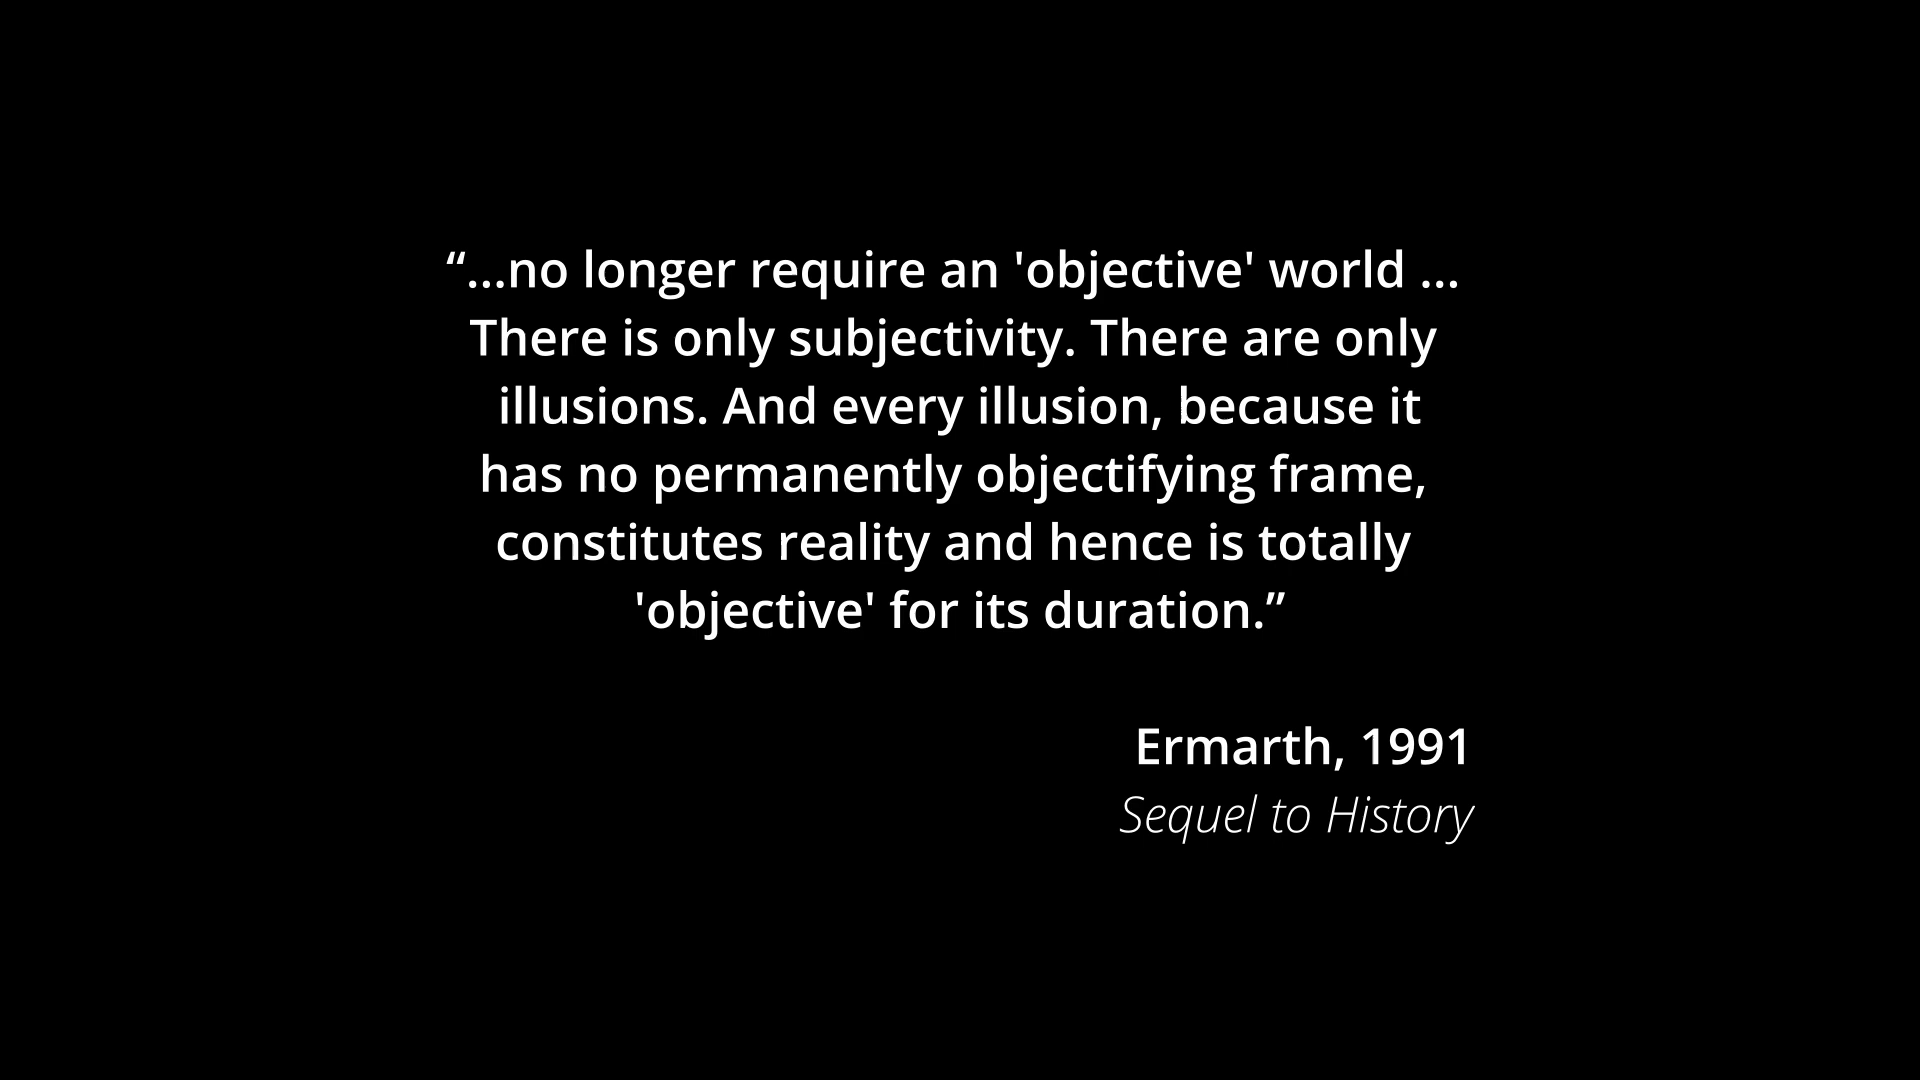 “...no longer require an 'objective' world ...
There is only subjectivity. There are only
illusions. And every illusion, because it
has no permanently objectifying frame,
constitutes reality and hence is totally
'objective' for its duration.”
Ermarth, 1991
Sequel to History